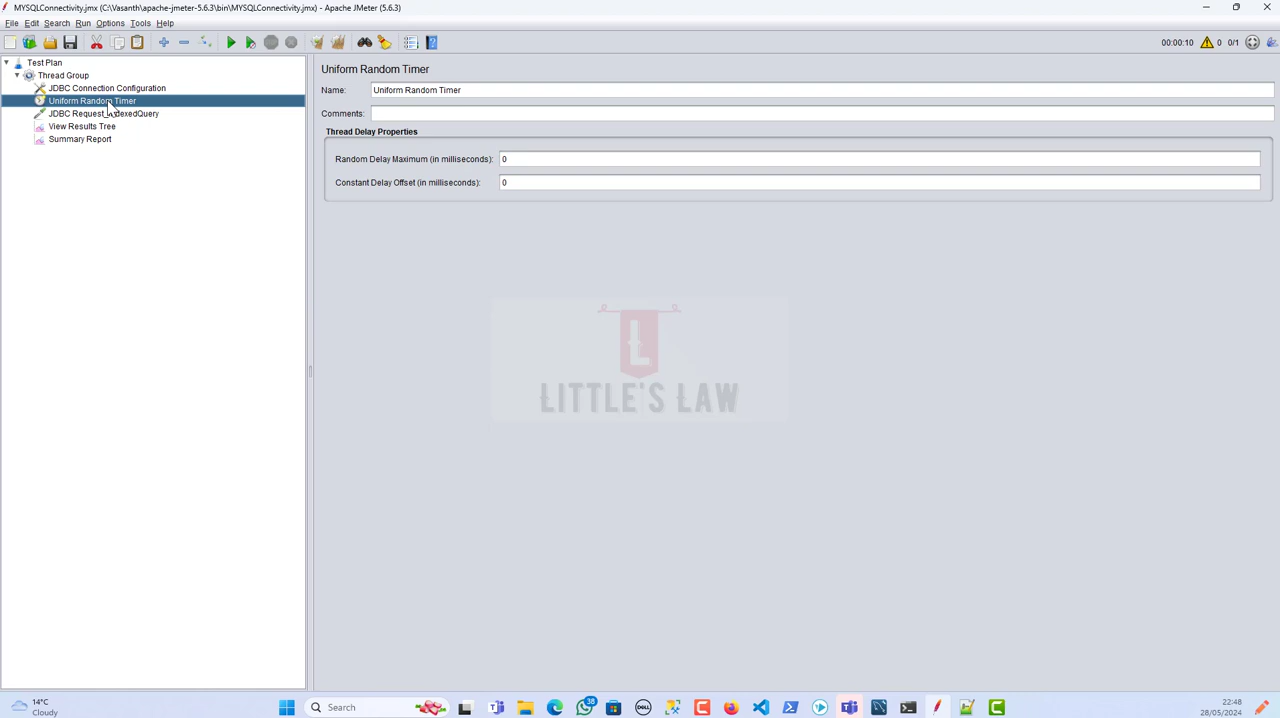 MYSQLConnectivity.jmx (C:\Vasanth\apache-jmeter-5.6.3\bin\MYSQLConnectivity.jmx) - Apache JMeter (5.6.3)
File Edit Search Run Options Tools Help
00:00:10 0 0/1
Test Plan
Thread Group
JDBC Connection Configuration
Uniform Random Timer
JDBC Request_IndexedQuery
View Results Tree
Summary Report
Uniform Random Timer
Name: Uniform Random Timer
Comments:
Thread Delay Properties
Random Delay Maximum (in milliseconds): 0
Constant Delay Offset (in milliseconds): 0
L
LITTLE'S LAW
14°C
Cloudy
Search
38
DELL
22:48
28/05/2024